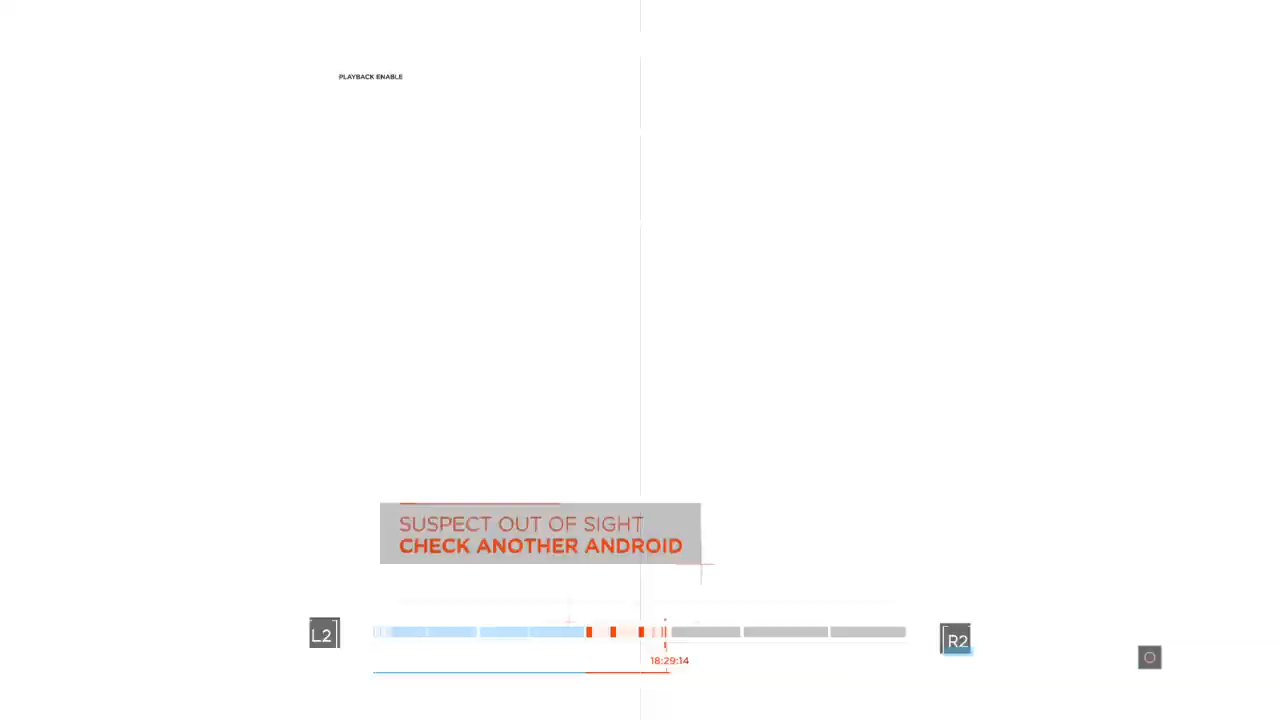 PLAYBACK ENABLE
SUSPECT OUT OF SIGHT
CHECK ANOTHER ANDROID
L2
R2
18:29:14